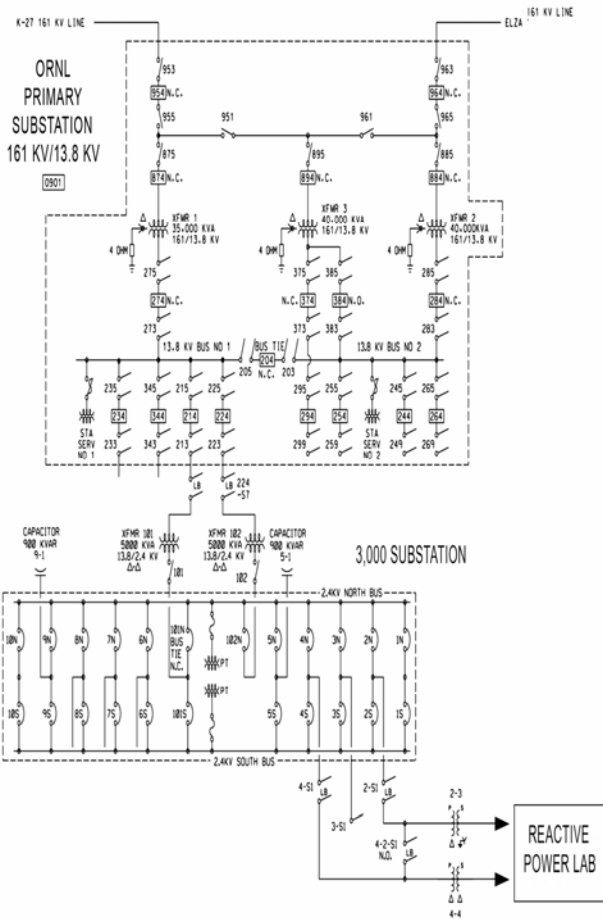 K-27 161 KV LINE
161 KV LINE
ELZA
ORNL
PRIMARY
SUBSTATION
161 KV/13.8 KV
0901
953
954 N.C.
955
963
964 N.C.
965
951
961
875
874 N.C.
895
894 N.C.
885
884 N.C.
Δ
XFMR 1
35,000 KVA
161/13.8 KV
4 OHM
Δ
XFMR 3
40,000 KVA
161/13.8 KV
4 OHM
Δ
XFMR 2
40,000KVA
161/13.8 KV
4 OHM
275
274 N.C.
273
375
N.C. 374
373
385
384 N.O.
383
285
284 N.C.
283
13.8 KV BUS NO 1
BUS TIE
204
N.C.
205
203
13.8 KV BUS NO 2
STA
SERV
NO 1
235
234
233
345
344
343
215
214
213
225
224
223
295
294
299
255
254
259
STA
SERV
NO 2
245
244
249
265
264
269
LB
LB
224
-S7
CAPACITOR
900 KVAR
9-1
XFMR 101
5000 KVA
13.8/2.4 KV
Δ-Δ
101
XFMR 102
5000 KVA
13.8/2.4 KV
Δ-Δ
102
CAPACITOR
900 KVAR
5-1
3,000 SUBSTATION
2.4KV NORTH BUS
10N
9N
8N
7N
6N
101N
BUS
TIE
N.C.
102N
5N
4N
3N
2N
1N
PT
PT
10S
9S
8S
7S
6S
101S
5S
4S
3S
2S
1S
2.4KV SOUTH BUS
4-S1
LB
3-S1
2-S1
LB
4-2-S1
N.O.
LB
2-3
P S
Δ Y
P S
Δ Δ
4-4
REACTIVE
POWER LAB